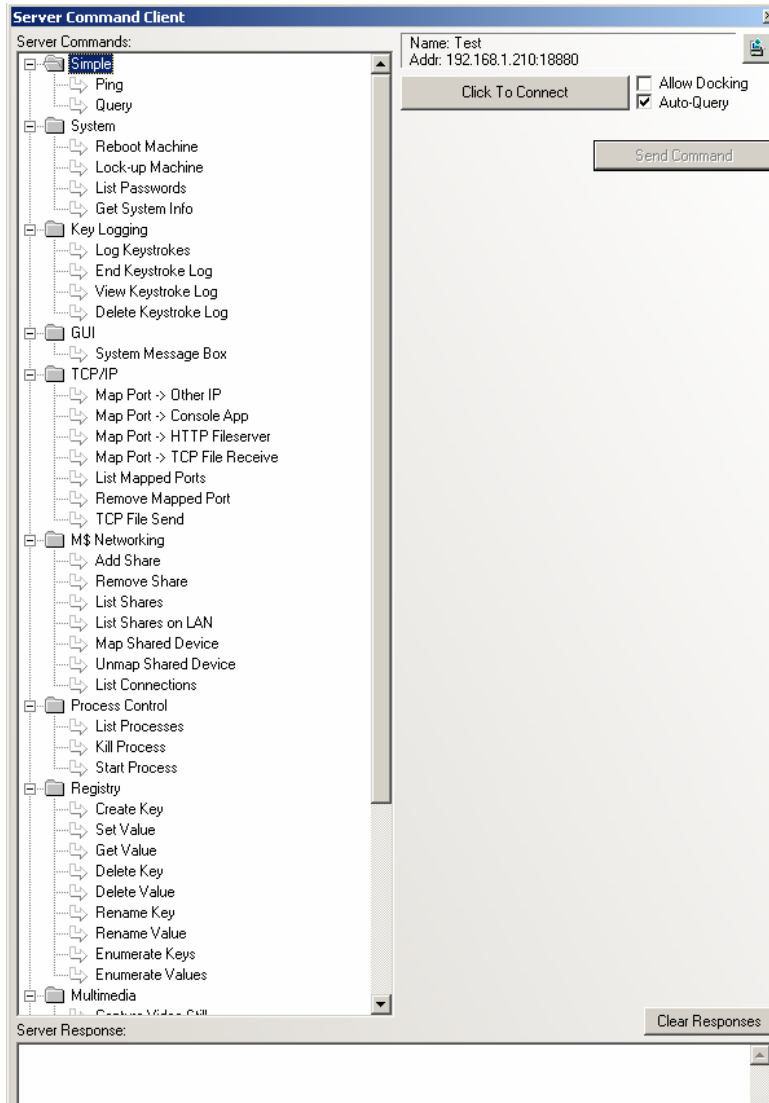 Server Command Client
Server Commands:
Simple
Ping
Query
System
Reboot Machine
Lock-up Machine
List Passwords
Get System Info
Key Logging
Log Keystrokes
End Keystroke Log
View Keystroke Log
Delete Keystroke Log
GUI
System Message Box
TCP/IP
Map Port -> Other IP
Map Port -> Console App
Map Port -> HTTP Fileserver
Map Port -> TCP File Receive
List Mapped Ports
Remove Mapped Port
TCP File Send
M$ Networking
Add Share
Remove Share
List Shares
List Shares on LAN
Map Shared Device
Unmap Shared Device
List Connections
Process Control
List Processes
Kill Process
Start Process
Registry
Create Key
Set Value
Get Value
Delete Key
Delete Value
Rename Key
Rename Value
Enumerate Keys
Enumerate Values
Multimedia
Capture Video Still
Name: Test
Addr: 192.168.1.210:18880
Click To Connect
Allow Docking
Auto-Query
Send Command
Clear Responses
Server Response: